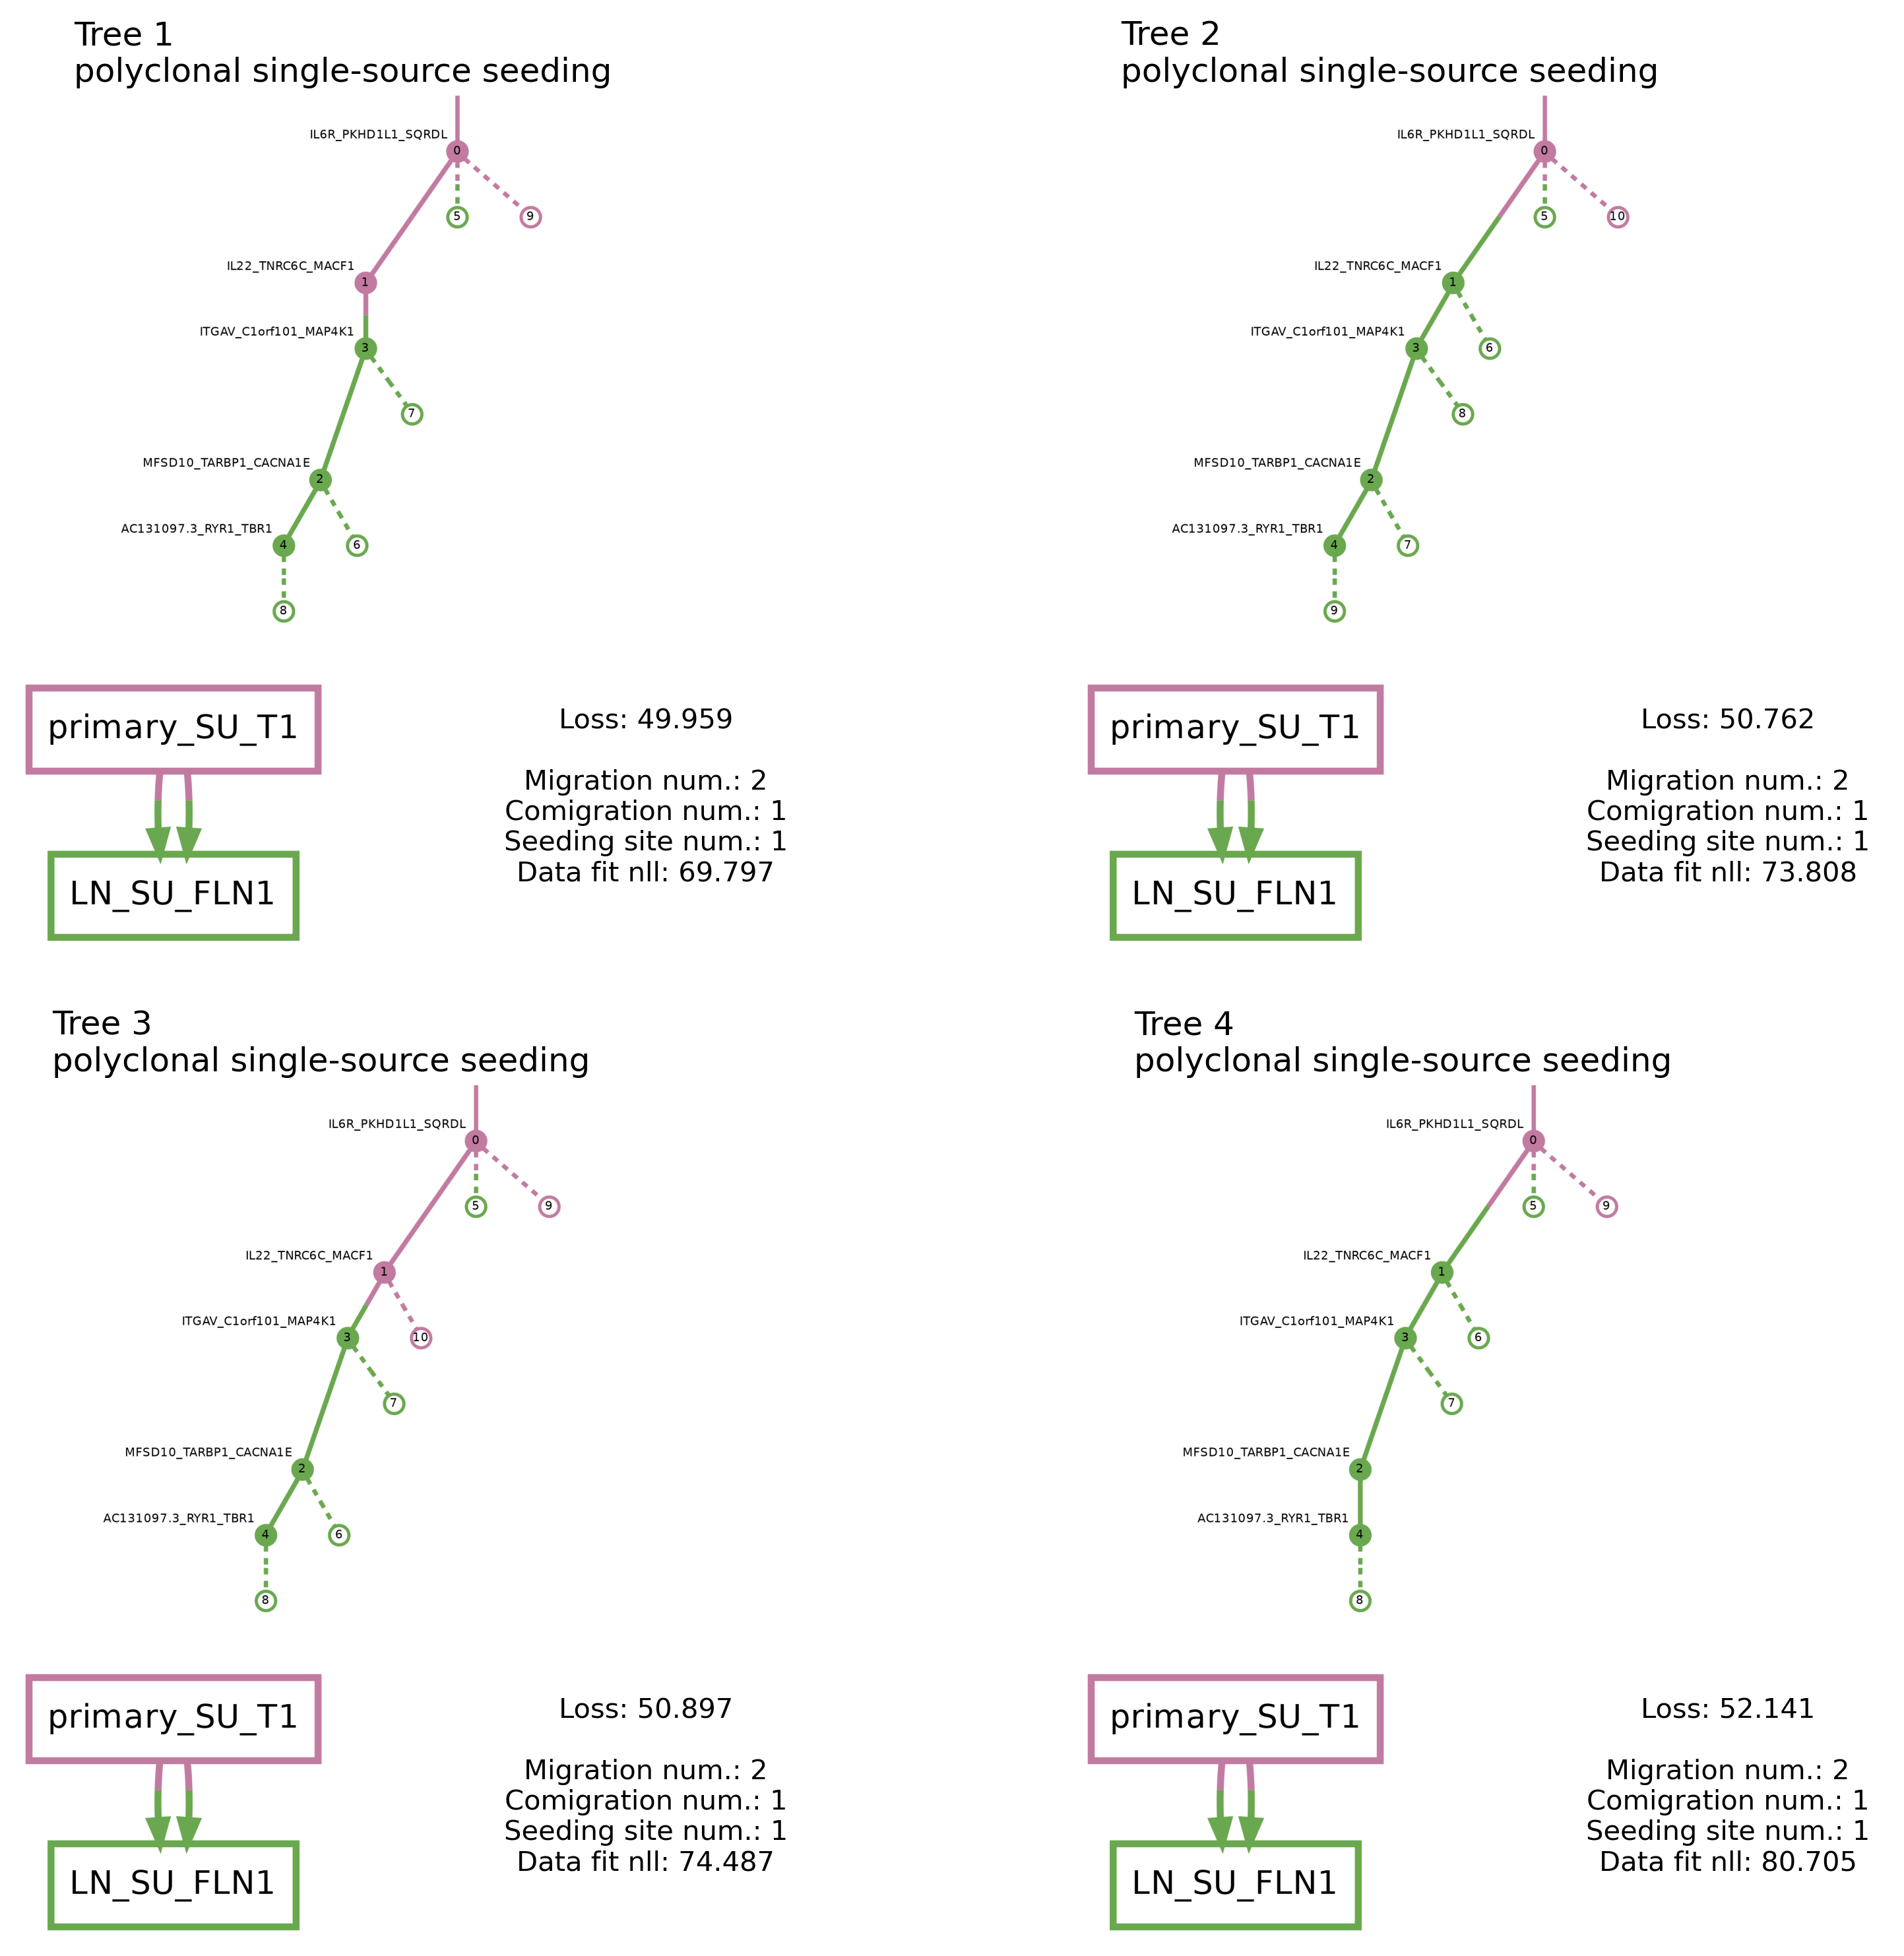 Tree 1
polyclonal single-source seeding
IL6R_PKHD1L1_SQRDL
0
5
9
IL22_TNRC6C_MACF1
1
ITGAV_C1orf101_MAP4K1
3
7
MFSD10_TARBP1_CACNA1E
2
AC131097.3_RYR1_TBR1
4
6
8
primary_SU_T1
LN_SU_FLN1
Loss: 49.959
Migration num.: 2
Comigration num.: 1
Seeding site num.: 1
Data fit nll: 69.797
Tree 2
polyclonal single-source seeding
IL6R_PKHD1L1_SQRDL
0
5
10
IL22_TNRC6C_MACF1
1
ITGAV_C1orf101_MAP4K1
3
6
8
MFSD10_TARBP1_CACNA1E
2
AC131097.3_RYR1_TBR1
4
7
9
primary_SU_T1
LN_SU_FLN1
Loss: 50.762
Migration num.: 2
Comigration num.: 1
Seeding site num.: 1
Data fit nll: 73.808
Tree 3
polyclonal single-source seeding
IL6R_PKHD1L1_SQRDL
0
5
9
IL22_TNRC6C_MACF1
1
ITGAV_C1orf101_MAP4K1
3
10
7
MFSD10_TARBP1_CACNA1E
2
AC131097.3_RYR1_TBR1
4
6
8
primary_SU_T1
LN_SU_FLN1
Loss: 50.897
Migration num.: 2
Comigration num.: 1
Seeding site num.: 1
Data fit nll: 74.487
Tree 4
polyclonal single-source seeding
IL6R_PKHD1L1_SQRDL
0
5
9
IL22_TNRC6C_MACF1
1
ITGAV_C1orf101_MAP4K1
3
6
7
MFSD10_TARBP1_CACNA1E
2
AC131097.3_RYR1_TBR1
4
8
primary_SU_T1
LN_SU_FLN1
Loss: 52.141
Migration num.: 2
Comigration num.: 1
Seeding site num.: 1
Data fit nll: 80.705